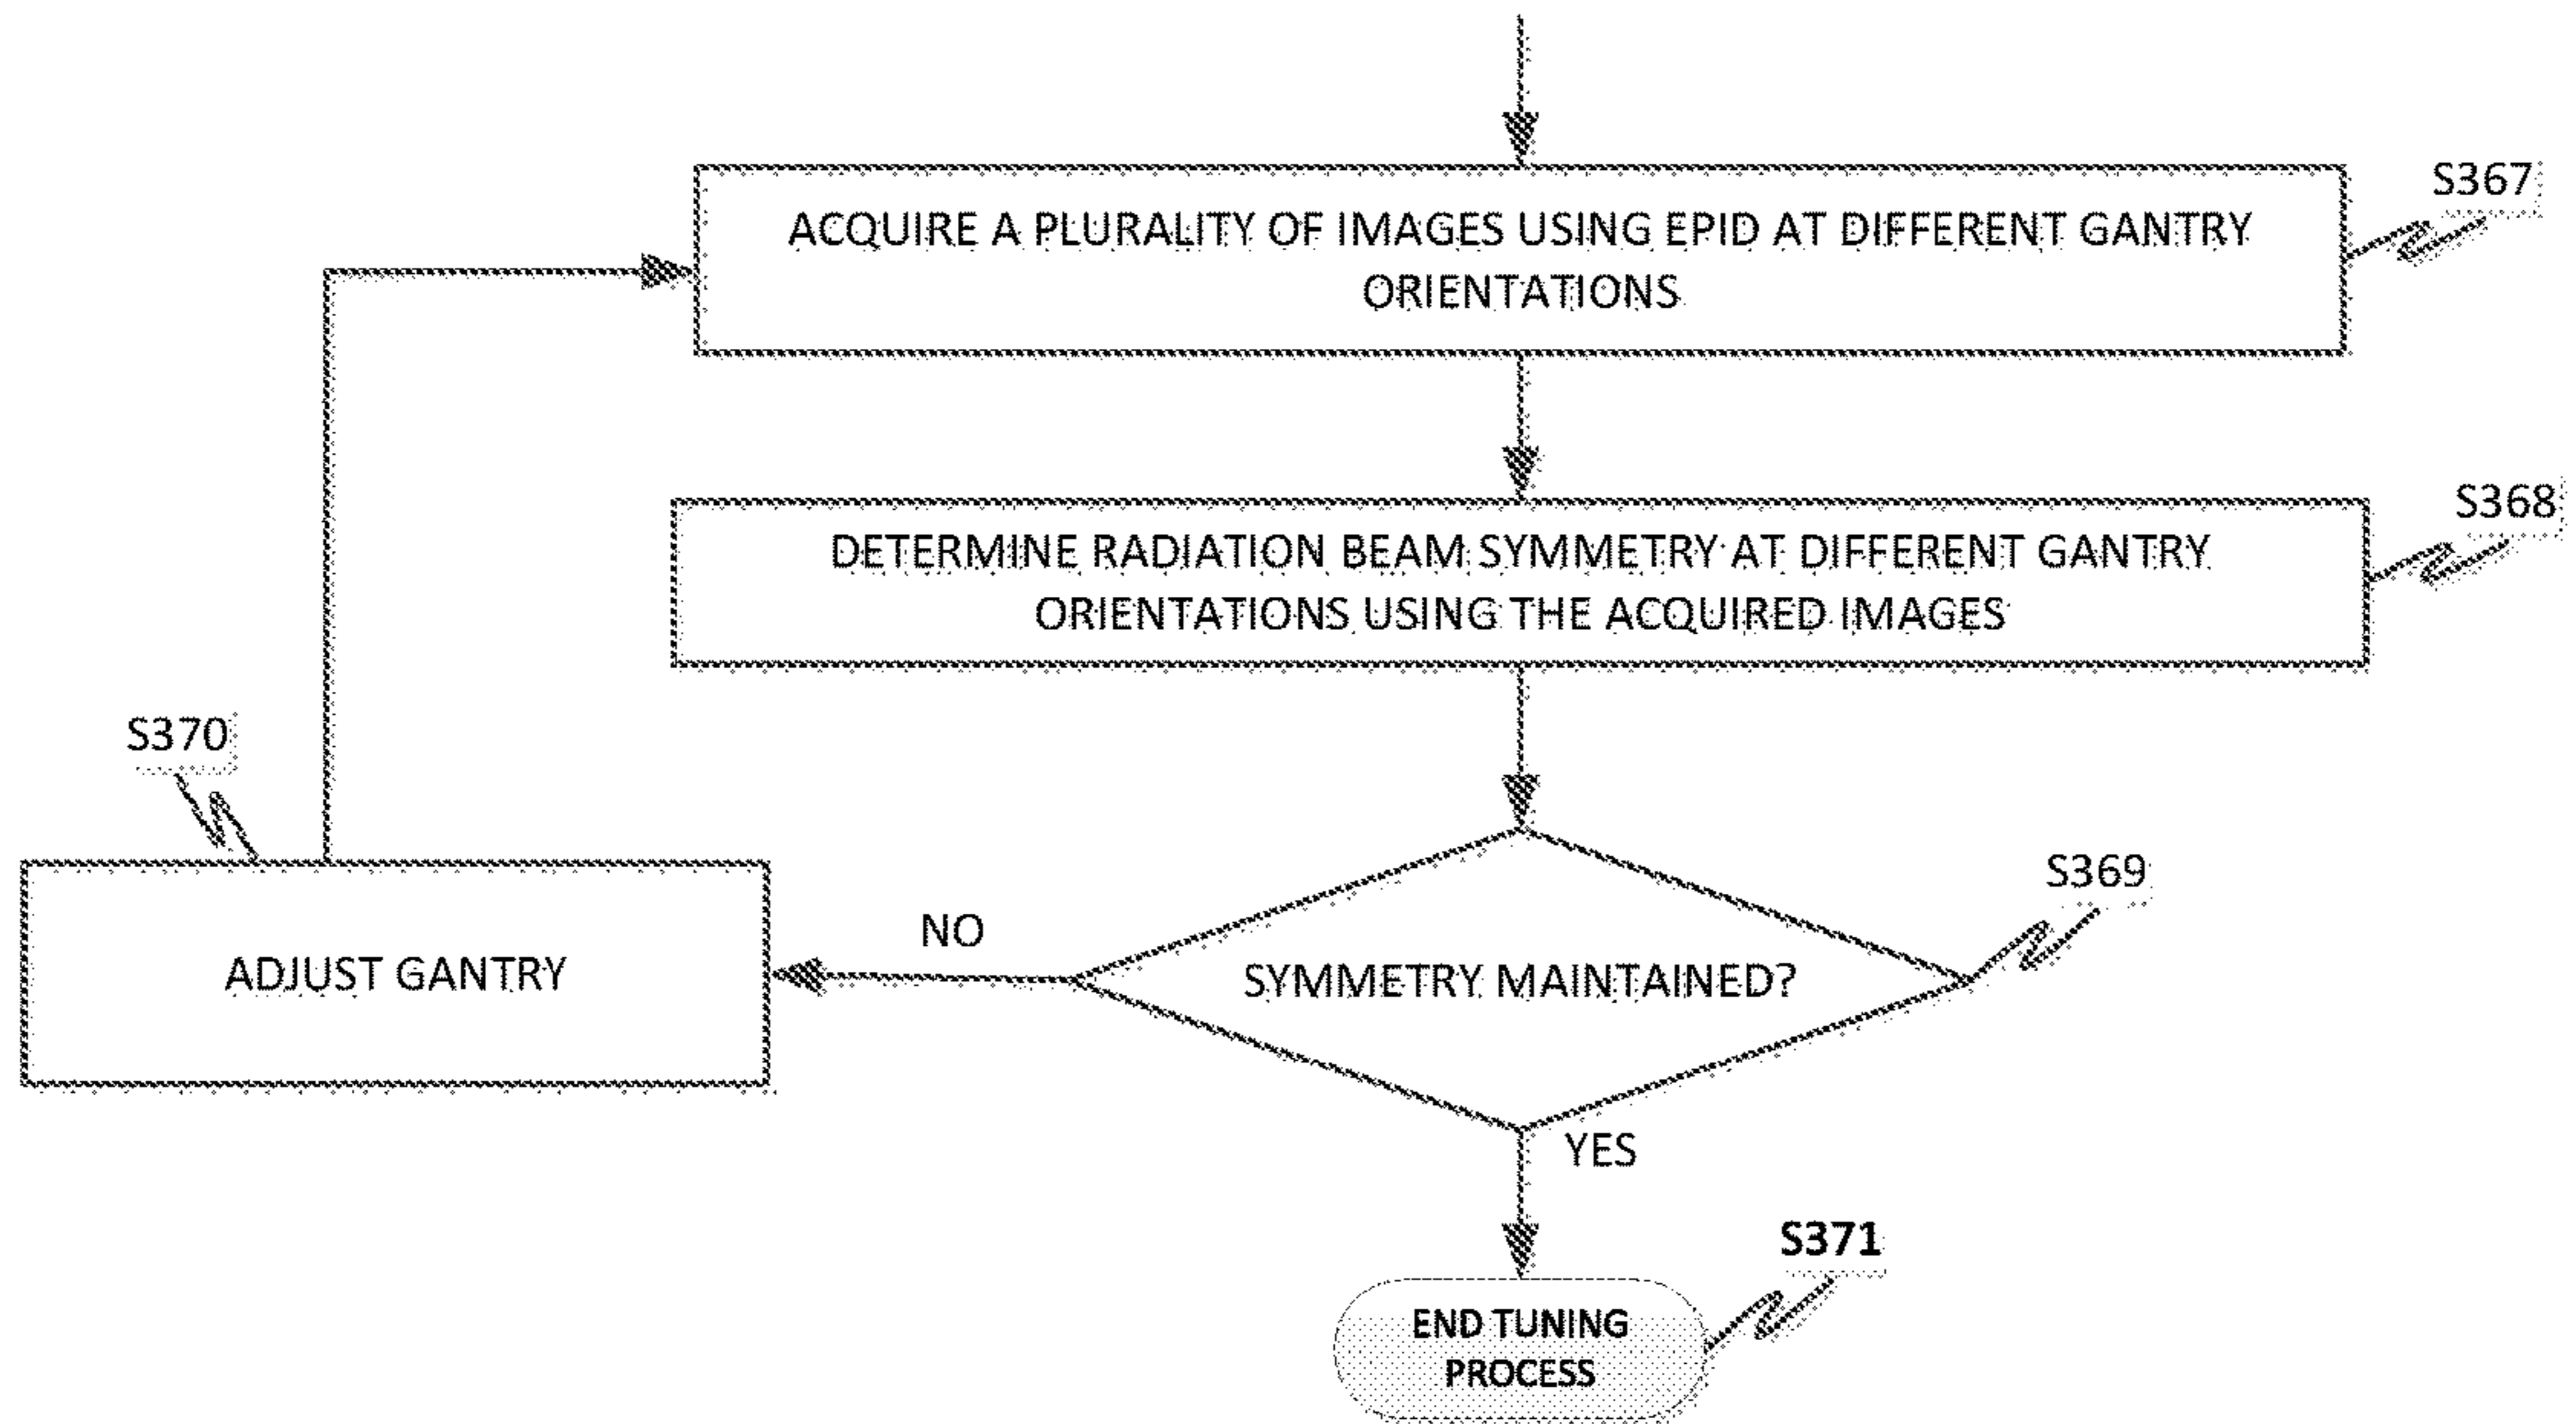 S367
ACQUIRE A PLURALITY OF IMAGES USING EPID AT DIFFERENT GANTRY
ORIENTATIONS
S368
DETERMINE RADIATION BEAM SYMMETRY AT DIFFERENT GANTRY
ORIENTATIONS USING THE ACQUIRED IMAGES
S370
S369
NO
ADJUST GANTRY
SYMMETRY MAINTAINED?
YES
S371
END TUNING
PROCESS